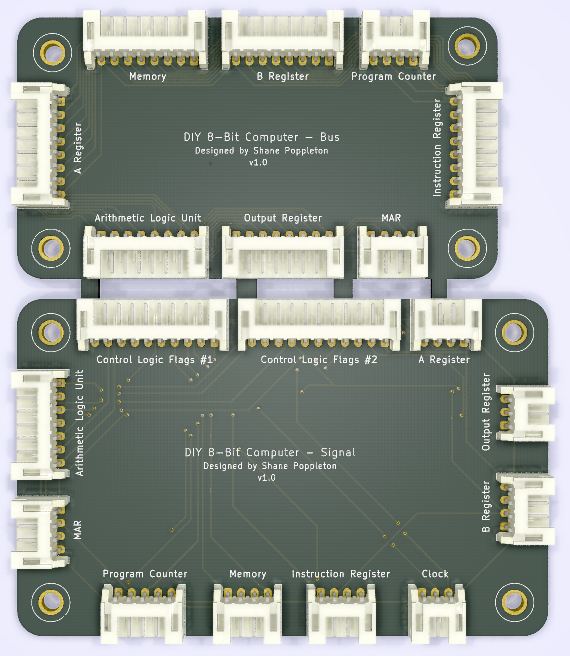 Memory
B Register
Program Counter
A Register
Instruction Register
DIY 8-Bit Computer - Bus
Designed by Shane Poppleton
v1.0
Arithmetic Logic Unit
Output Register
MAR
Control Logic Flags #1
Control Logic Flags #2
A Register
Arithmetic Logic Unit
Output Register
DIY 8-Bit Computer - Signal
Designed by Shane Poppleton
v1.0
MAR
B Register
Program Counter
Memory
Instruction Register
Clock